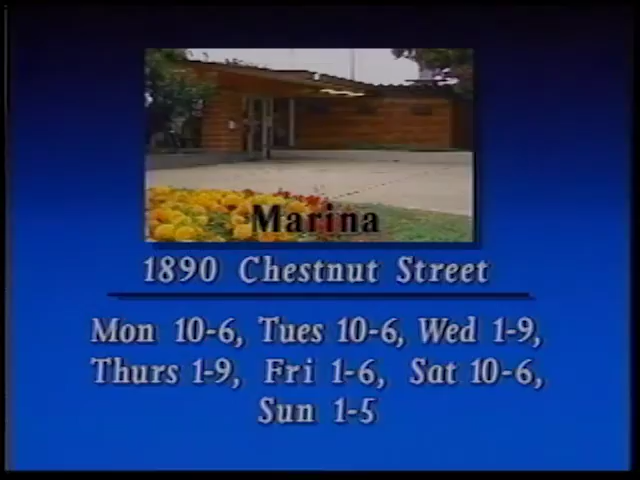 Marina
1890 Chestnut Street
Mon 10-6, Tues 10-6, Wed 1-9,
Thurs 1-9, Fri 1-6, Sat 10-6,
Sun 1-5